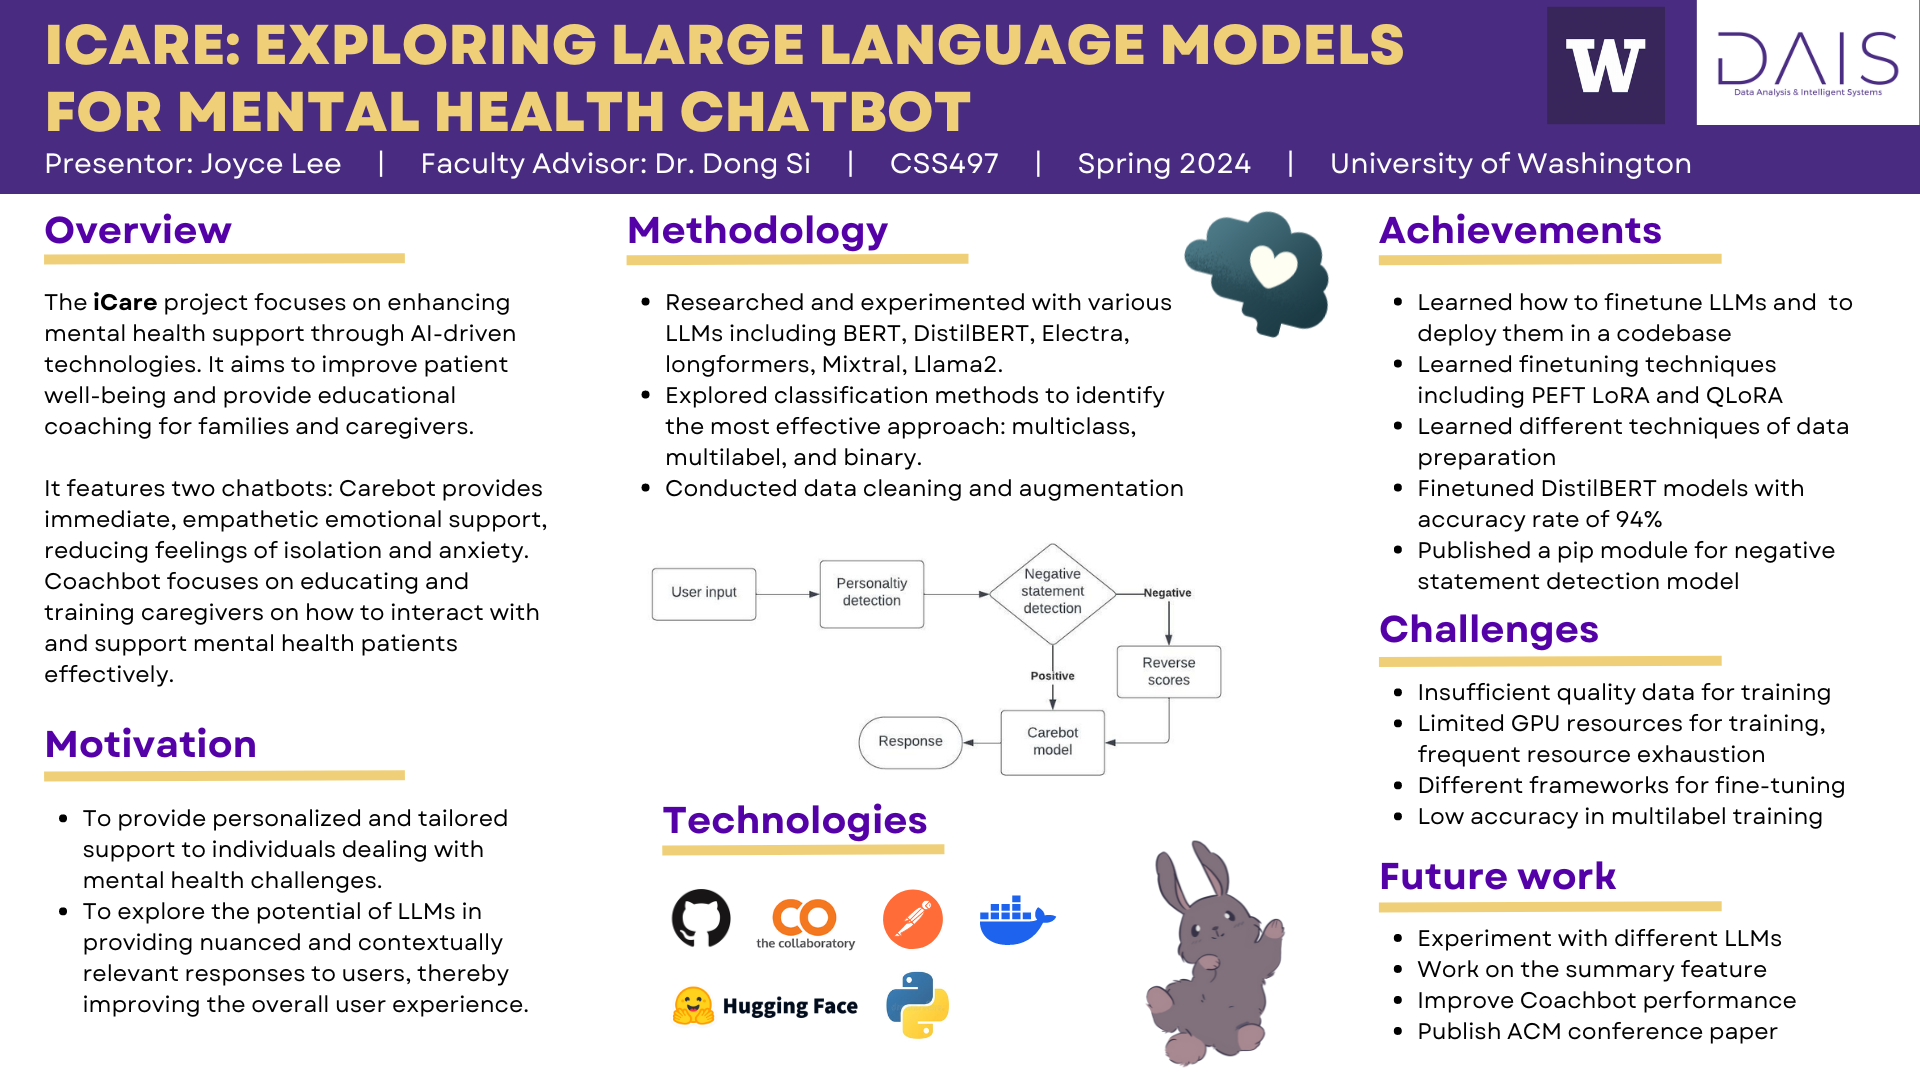 ICARE: EXPLORING LARGE LANGUAGE MODELS
FOR MENTAL HEALTH CHATBOT
Presentor: Joyce Lee | Faculty Advisor: Dr. Dong Si | CSS497 | Spring 2024 | University of Washington
W
DAIS
Data Analysis & Intelligent Systems
Overview
The iCare project focuses on enhancing
mental health support through AI-driven
technologies. It aims to improve patient
well-being and provide educational
coaching for families and caregivers.
It features two chatbots: Carebot provides
immediate, empathetic emotional support,
reducing feelings of isolation and anxiety.
Coachbot focuses on educating and
training caregivers on how to interact with
and support mental health patients
effectively.
Motivation
• To provide personalized and tailored
support to individuals dealing with
mental health challenges.
• To explore the potential of LLMs in
providing nuanced and contextually
relevant responses to users, thereby
improving the overall user experience.
Methodology
• Researched and experimented with various
LLMs including BERT, DistilBERT, Electra,
longformers, Mixtral, Llama2.
• Explored classification methods to identify
the most effective approach: multiclass,
multilabel, and binary.
• Conducted data cleaning and augmentation
User input
Personaltiy
detection
Negative
statement
detection
Negative
Reverse
scores
Positive
Carebot
model
Response
Technologies
CO
the collaboratory
Hugging Face
Achievements
• Learned how to finetune LLMs and to
deploy them in a codebase
• Learned finetuning techniques
including PEFT LoRA and QLoRA
• Learned different techniques of data
preparation
• Finetuned DistilBERT models with
accuracy rate of 94%
• Published a pip module for negative
statement detection model
Challenges
• Insufficient quality data for training
• Limited GPU resources for training,
frequent resource exhaustion
• Different frameworks for fine-tuning
• Low accuracy in multilabel training
Future work
• Experiment with different LLMs
• Work on the summary feature
• Improve Coachbot performance
• Publish ACM conference paper